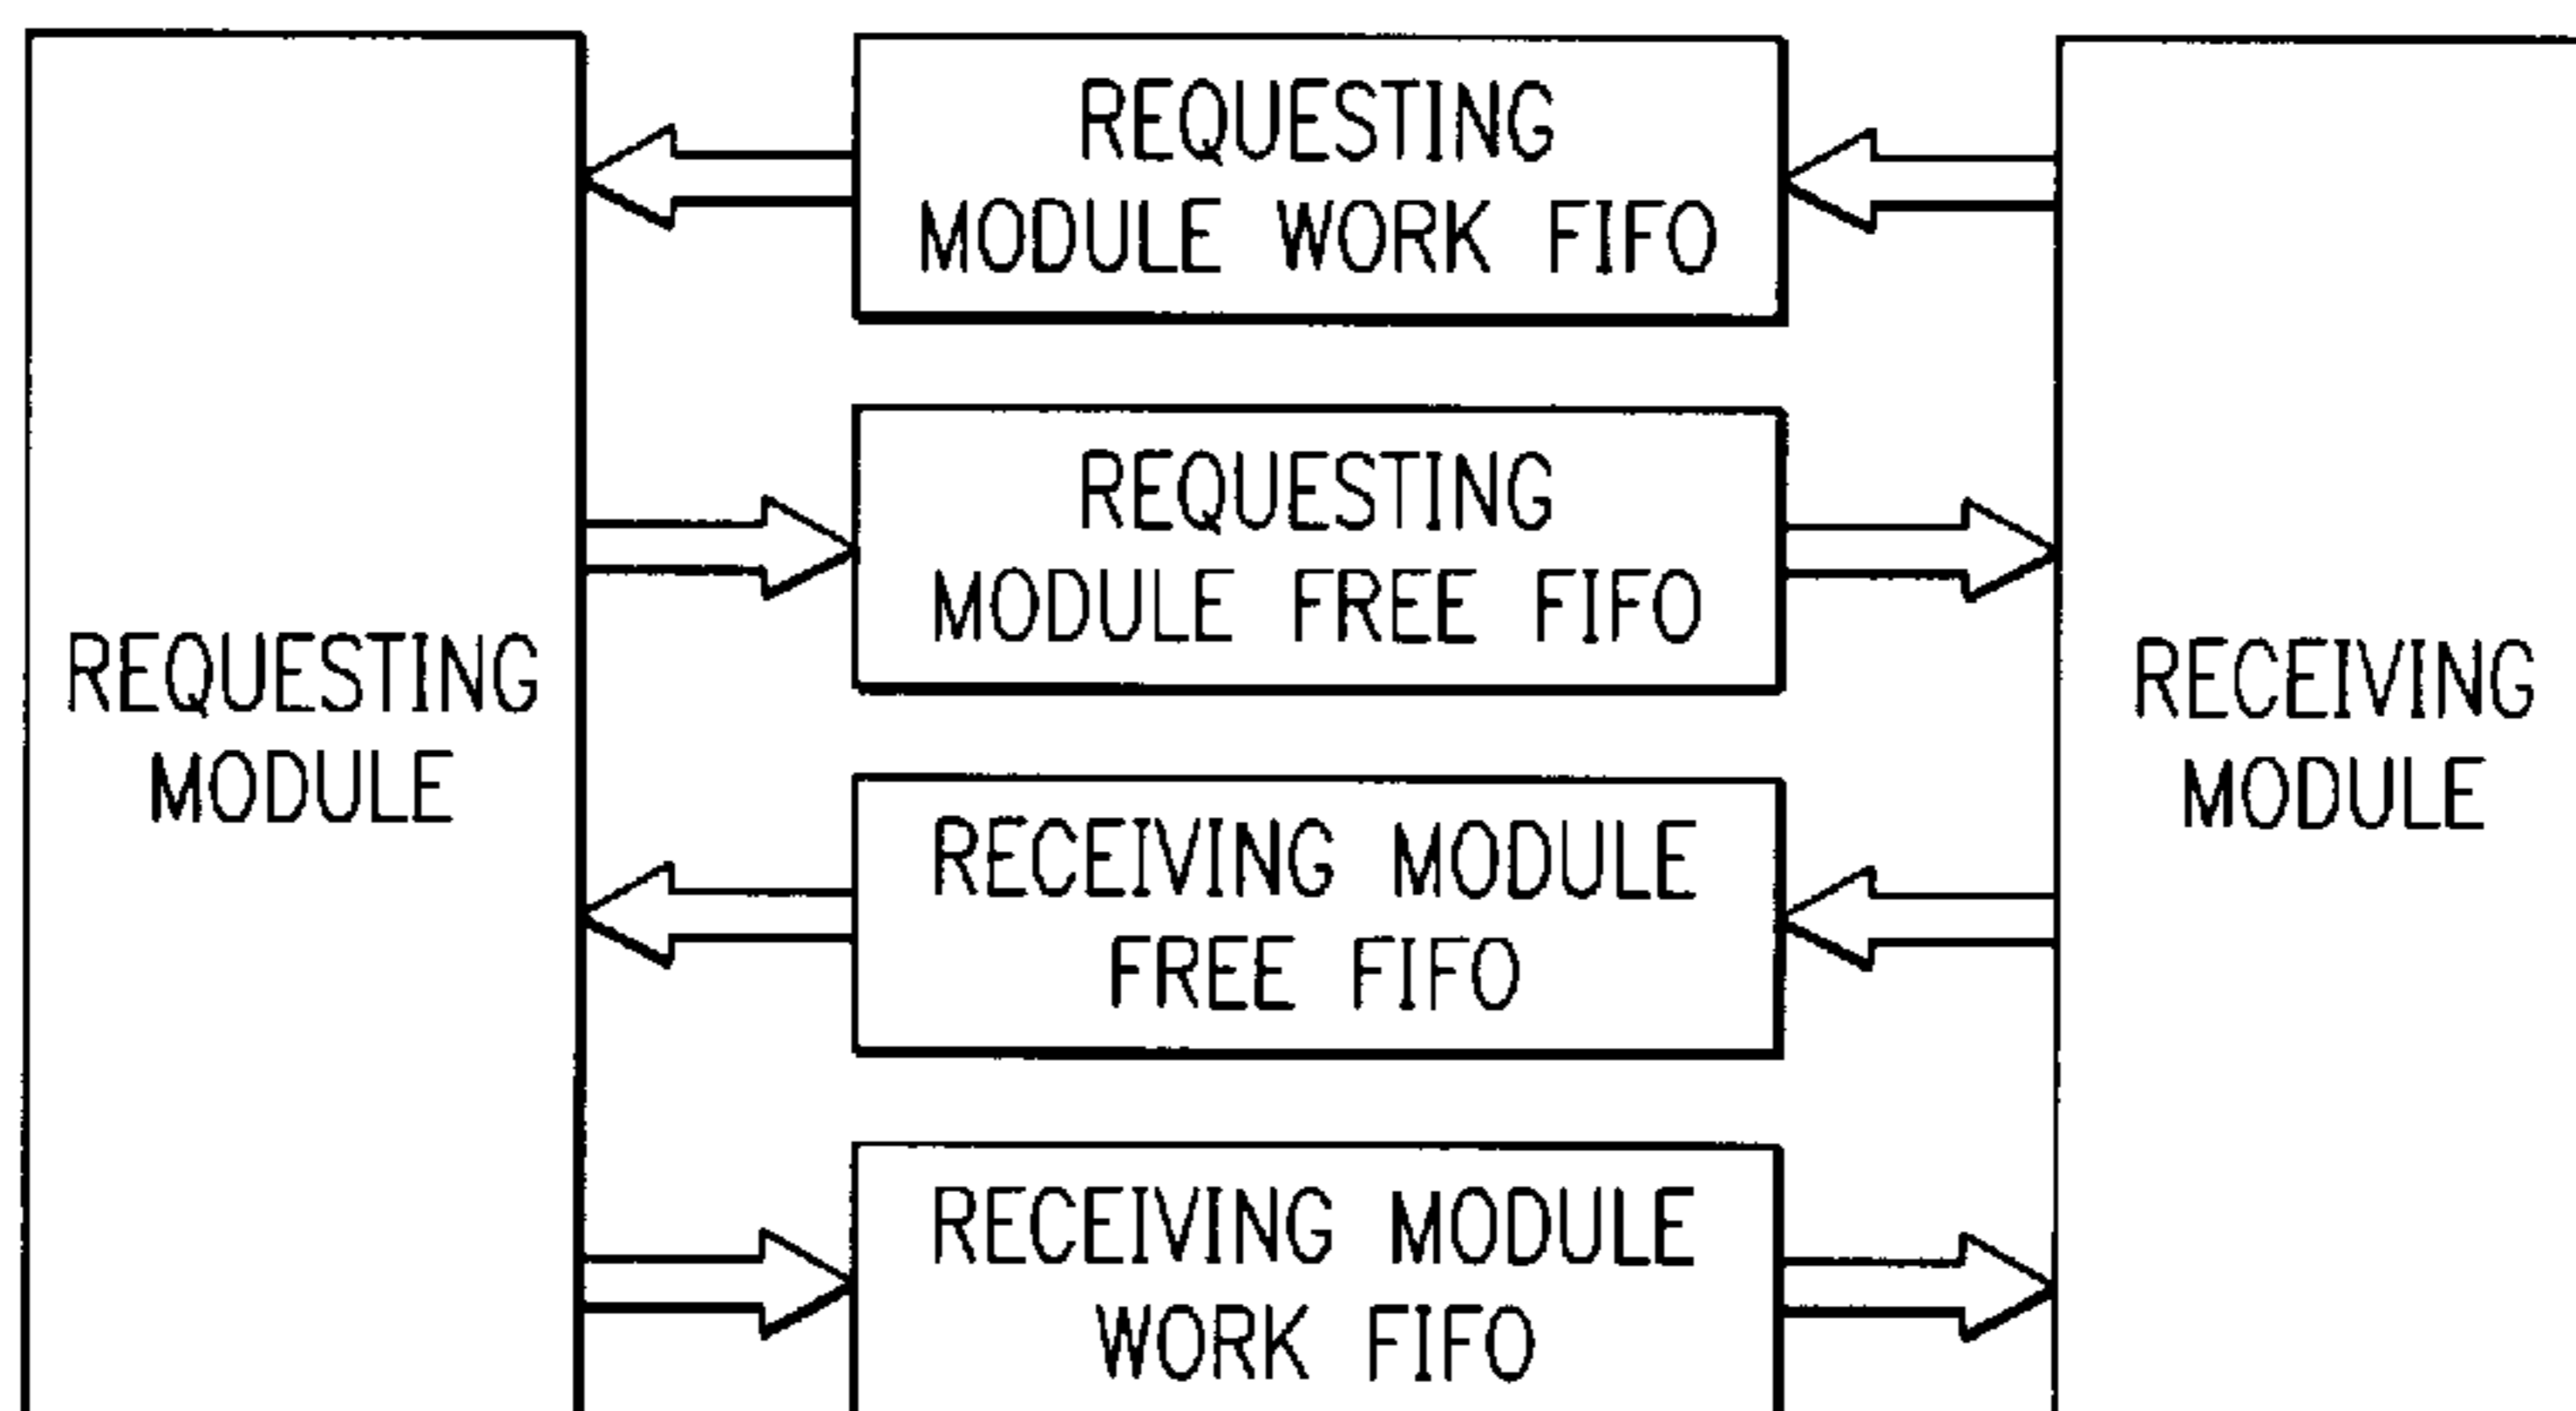 REQUESTING
MODULE
REQUESTING
MODULE WORK FIFO
REQUESTING
MODULE FREE FIFO
RECEIVING MODULE
FREE FIFO
RECEIVING MODULE
WORK FIFO
RECEIVING
MODULE